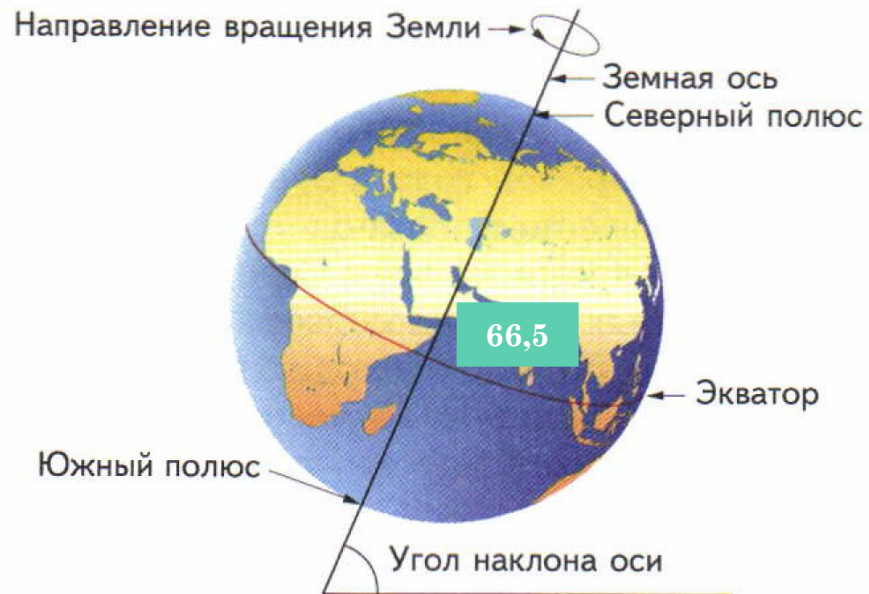 Направление вращения Земли
Земная ось
Северный полюс
66,5
Экватор
Южный полюс
Угол наклона оси